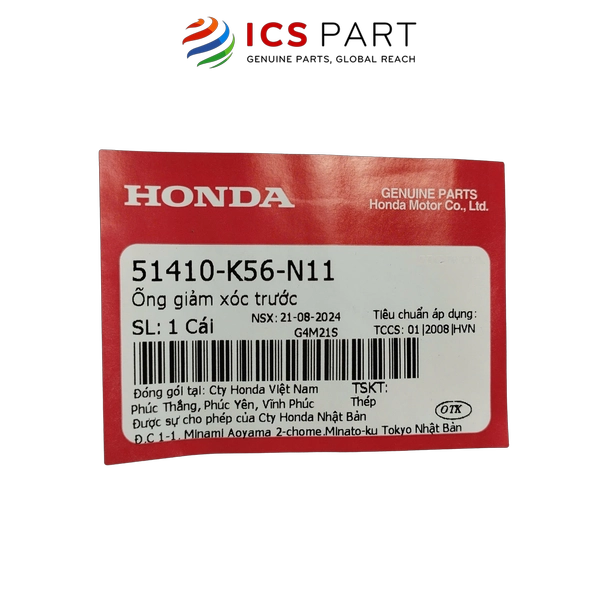 ICS PART
GENUINE PARTS, GLOBAL REACH
HONDA
GENUINE PARTS
Honda Motor Co., Ltd.
51410-K56-N11
Ống giảm xóc trước
SL: 1 Cái
NSX: 21-08-2024
G4M21S
Tiêu chuẩn áp dụng:
TCCS: 01|2008|HVN
Đóng gói tại: Cty Honda Việt Nam
Phúc Thắng, Phúc Yên, Vĩnh Phúc
TSKT:
Thép
OTK
Được sự cho phép của Cty Honda Nhật Bản
Đ.C 1-1, Minami Aoyama 2-chome,Minato-ku Tokyo Nhật Bản